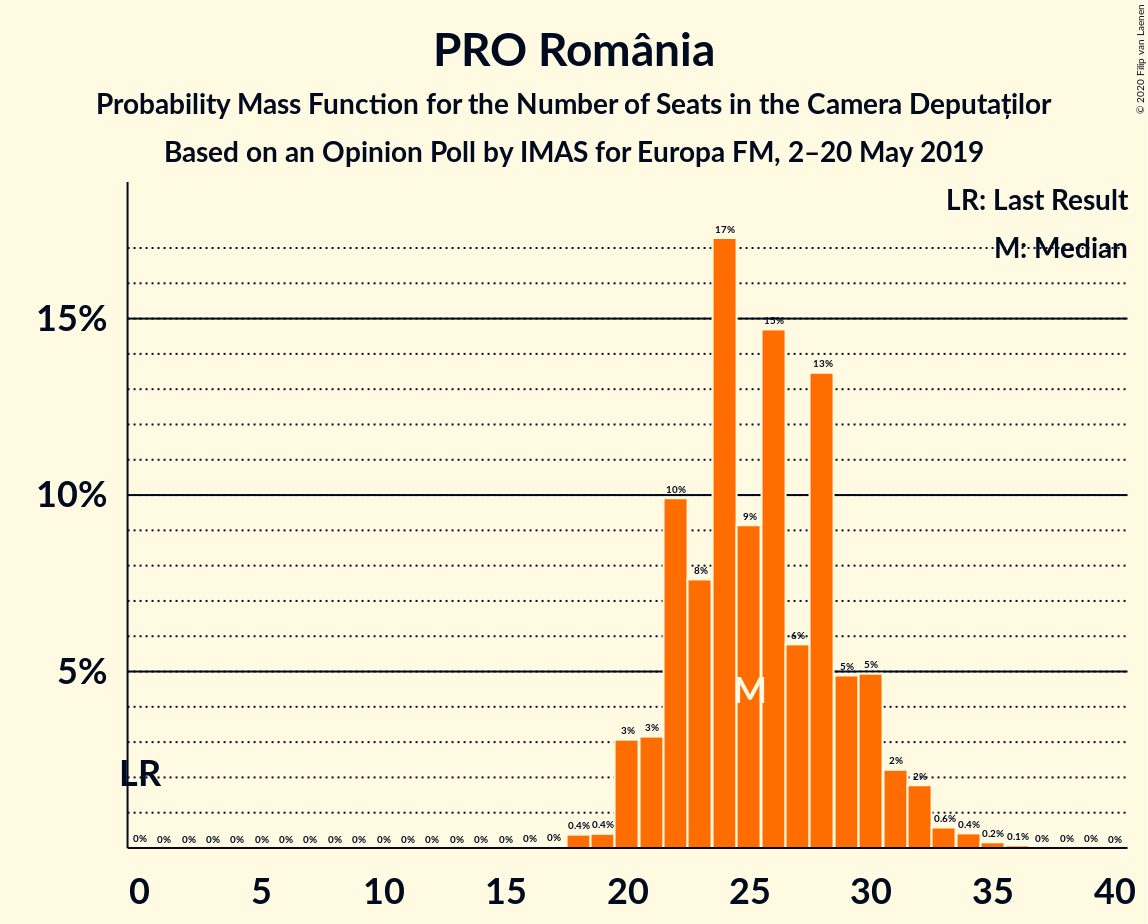 © 2020 Filip van Laenen
PRO România
Probability Mass Function for the Number of Seats in the Camera Deputaților
Based on an Opinion Poll by IMAS for Europa FM, 2–20 May 2019
LR: Last Result
M: Median
15%
10%
5%
LR
M
0% 0% 0% 0% 0% 0% 0% 0% 0% 0% 0% 0% 0% 0% 0% 0% 0% 0% 0.4% 0.4% 3% 3% 10% 8% 17% 9% 15% 6% 13% 5% 5% 2% 2% 0.6% 0.4% 0.2% 0.1% 0% 0% 0% 0%
0 5 10 15 20 25 30 35 40